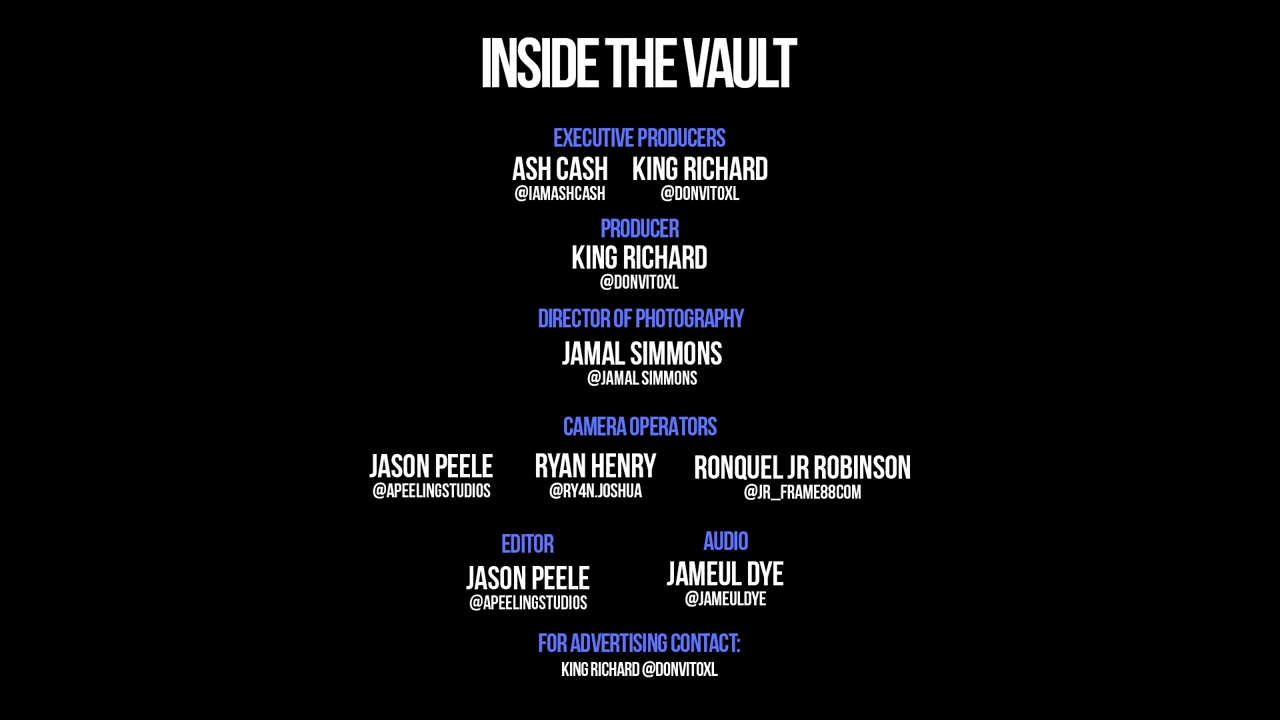 INSIDE THE VAULT
EXECUTIVE PRODUCERS
ASH CASH KING RICHARD
@IAMASHCASH @DONVITOXL
PRODUCER
KING RICHARD
@DONVITOXL
DIRECTOR OF PHOTOGRAPHY
JAMAL SIMMONS
@JAMAL SIMMONS
CAMERA OPERATORS
JASON PEELE RYAN HENRY RONQUEL JR ROBINSON
@APEELINGSTUDIOS @RY4N.JOSHUA @JR_FRAME88COM
EDITOR AUDIO
JASON PEELE JAMEUL DYE
@APEELINGSTUDIOS @JAMEULDYE
FOR ADVERTISING CONTACT:
KING RICHARD @DONVITOXL